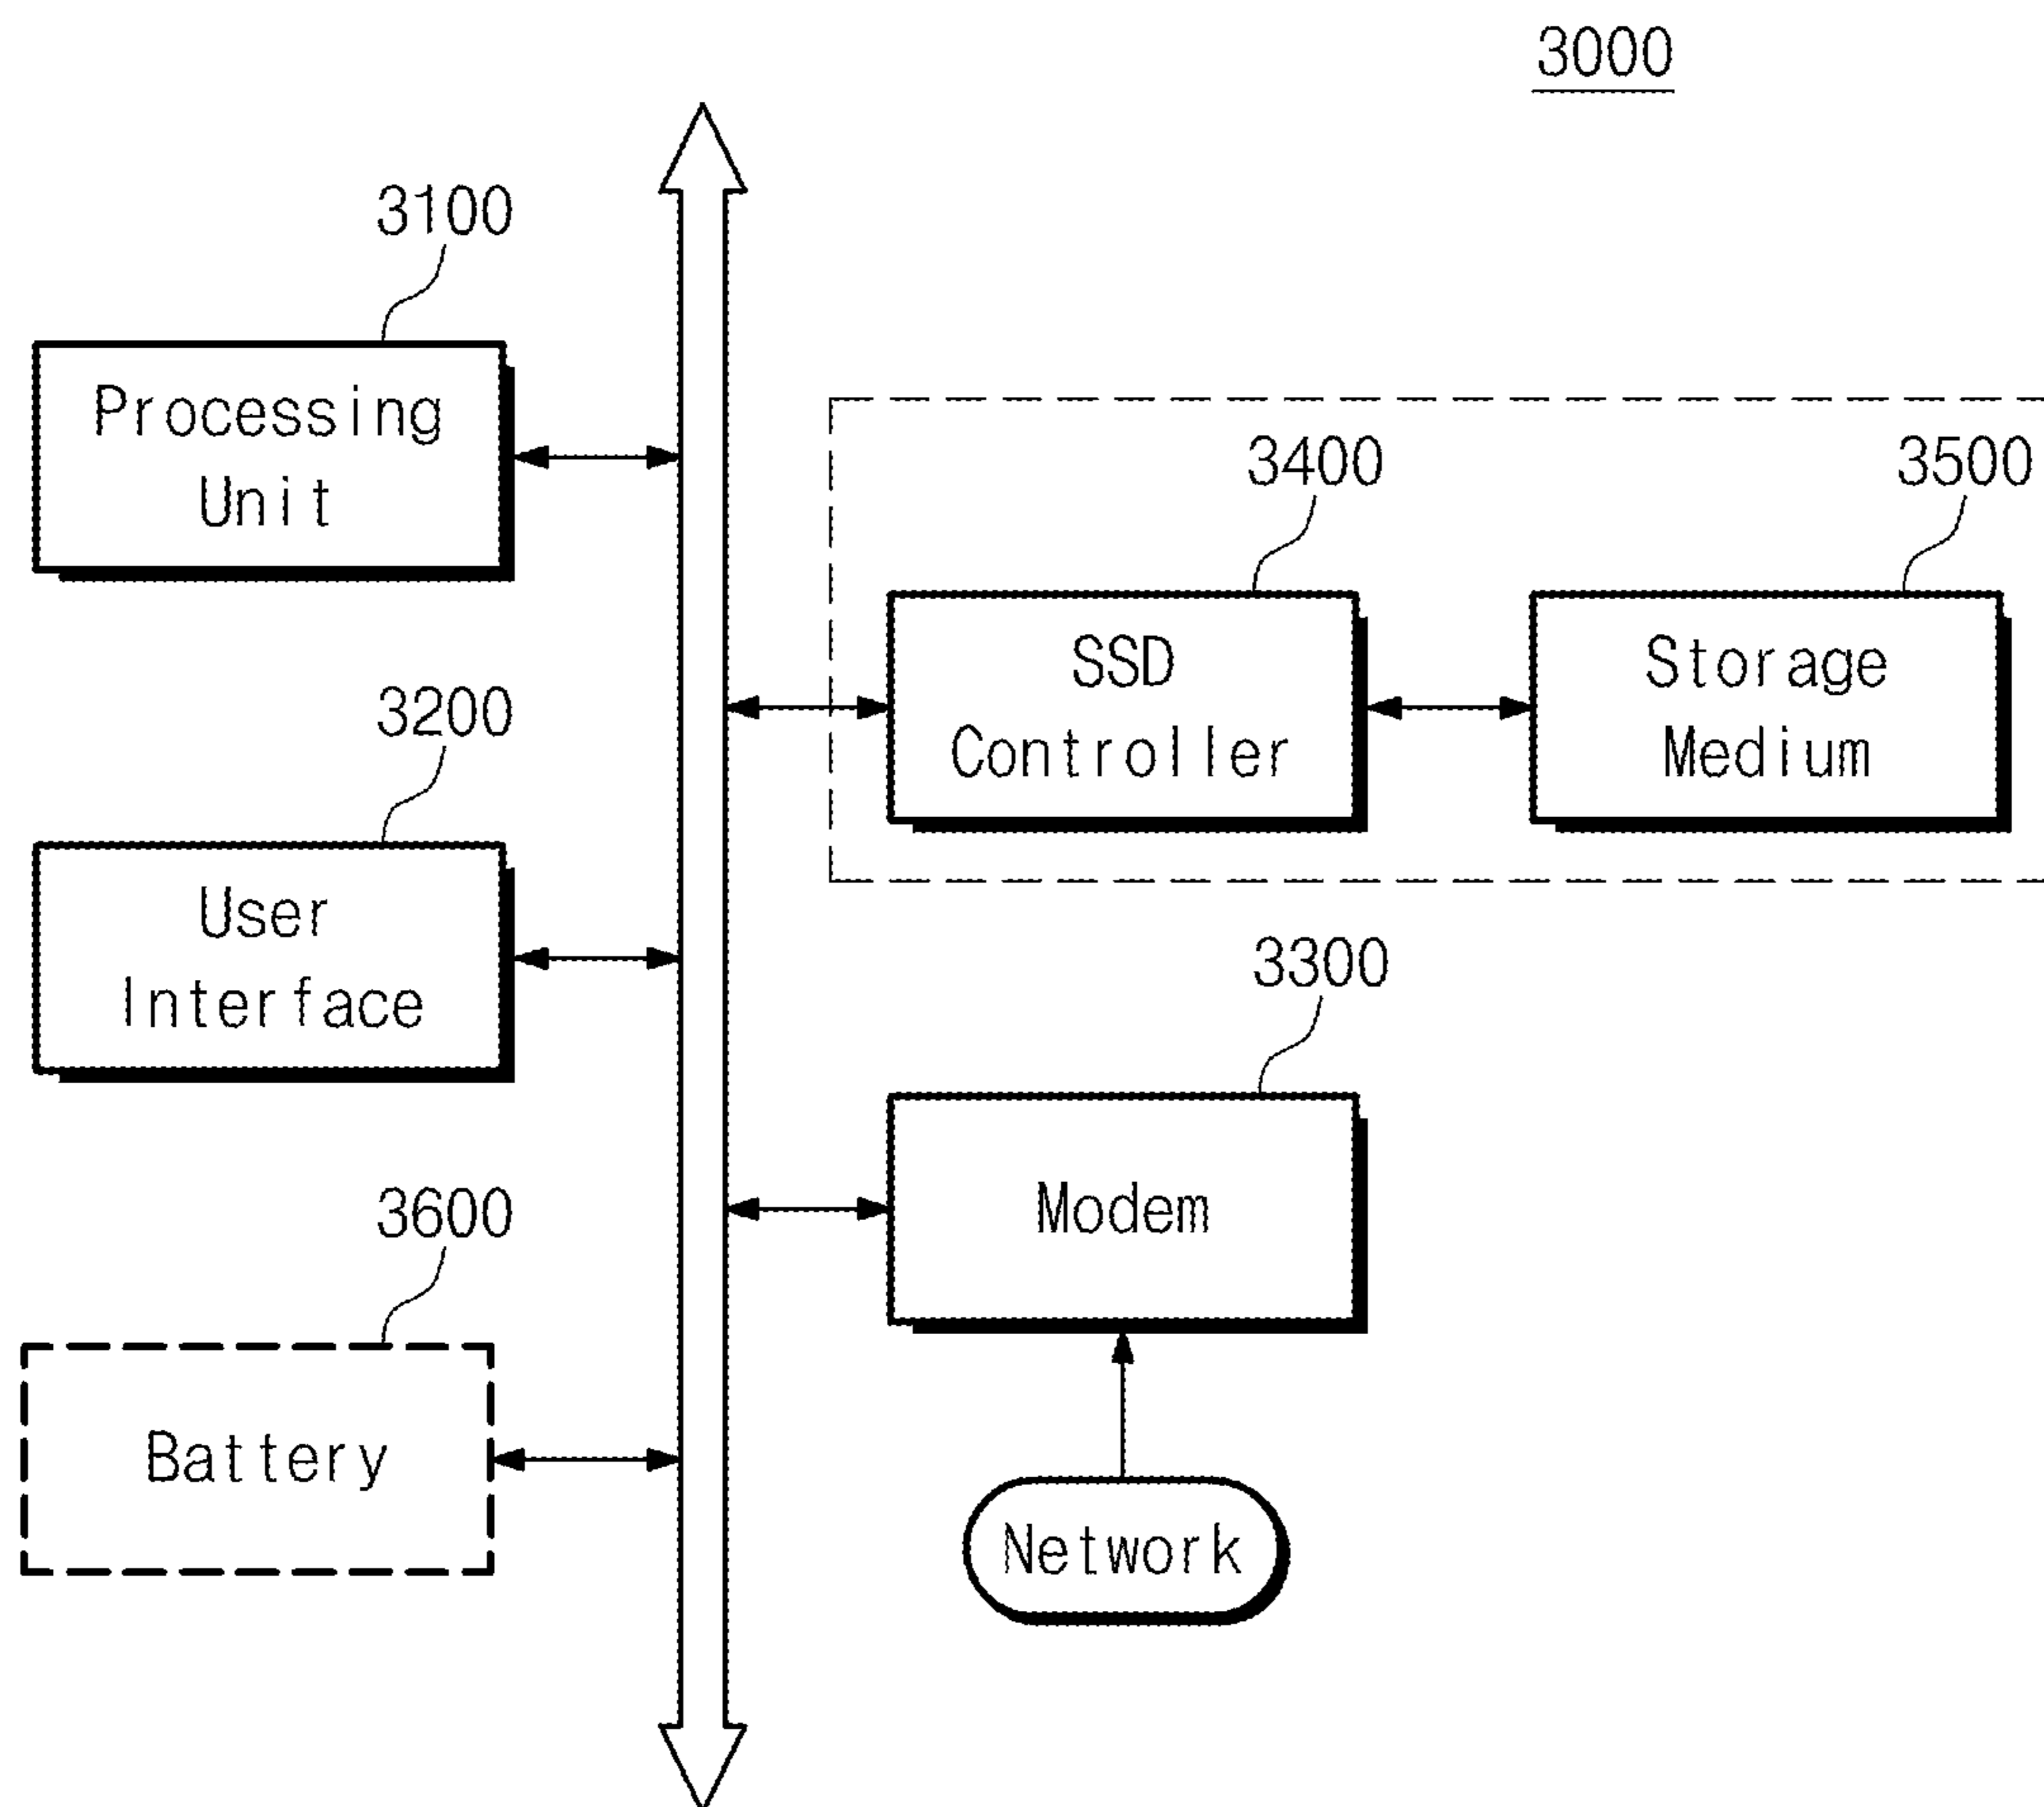 3000
3100
Processing
Unit
3400
3500
SSD
Controller
Storage
Medium
3200
User
Interface
3300
Modem
3600
Battery
Network